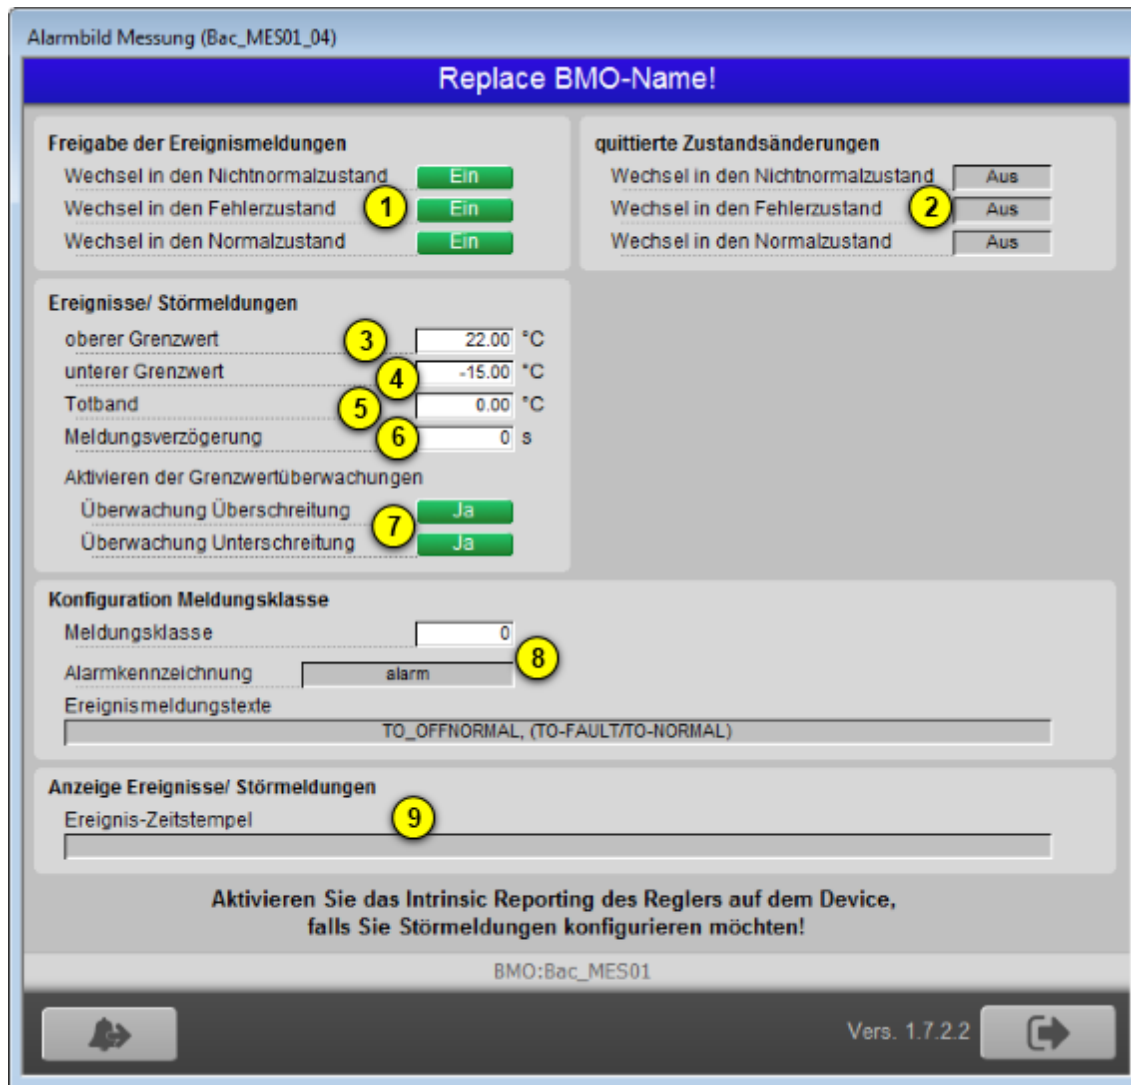 Alarmbild Messung (Bac_MES01_04)
Replace BMO-Name!
Freigabe der Ereignismeldungen
Wechsel in den Nichtnormalzustand Ein
Wechsel in den Fehlerzustand 1 Ein
Wechsel in den Normalzustand Ein
quittierte Zustandsänderungen
Wechsel in den Nichtnormalzustand Aus
Wechsel in den Fehlerzustand 2 Aus
Wechsel in den Normalzustand Aus
Ereignisse/ Störmeldungen
oberer Grenzwert 3 22.00 °C
unterer Grenzwert 4 -15.00 °C
Totband 5 0.00 °C
Meldungsverzögerung 6 0 s
Aktivieren der Grenzwertüberwachungen
Überwachung Überschreitung Ja
7
Überwachung Unterschreitung Ja
Konfiguration Meldungsklasse
Meldungsklasse 0
8
Alarmkennzeichnung alarm
Ereignismeldungstexte
TO_OFFNORMAL, (TO-FAULT/TO-NORMAL)
Anzeige Ereignisse/ Störmeldungen
Ereignis-Zeitstempel 9
Aktivieren Sie das Intrinsic Reporting des Reglers auf dem Device,
falls Sie Störmeldungen konfigurieren möchten!
BMO:Bac_MES01
Vers. 1.7.2.2